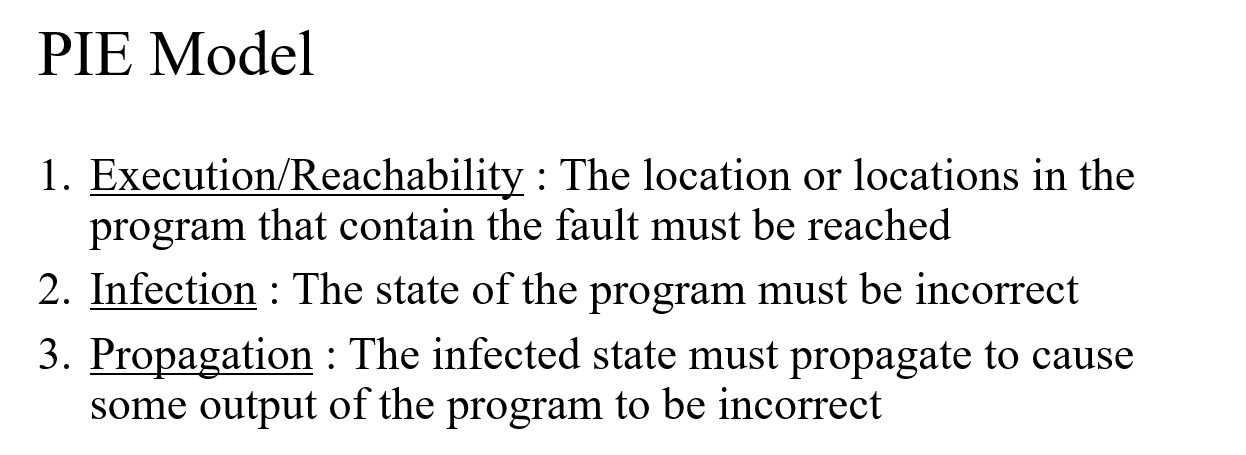 PIE Model
1. Execution/Reachability : The location or locations in the
program that contain the fault must be reached
2. Infection : The state of the program must be incorrect
3. Propagation : The infected state must propagate to cause
some output of the program to be incorrect